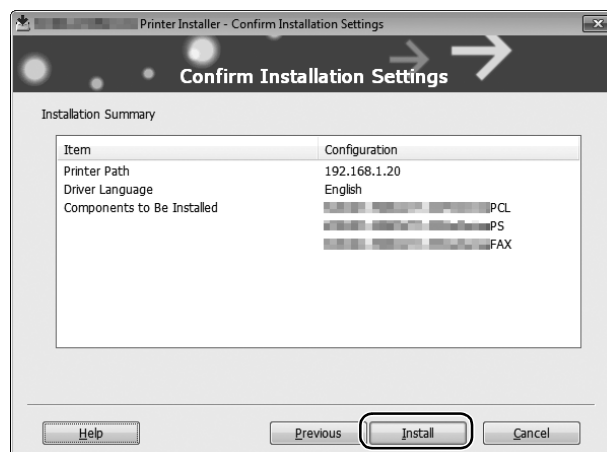 Printer Installer - Confirm Installation Settings
Confirm Installation Settings
Installation Summary
Item Configuration
Printer Path 192.168.1.20
Driver Language English
Components to Be Installed PCL
PS
FAX
Help Previous Install Cancel